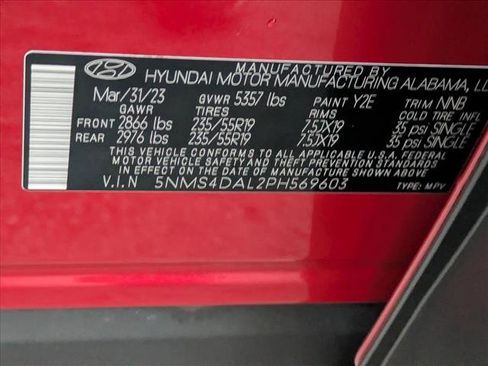 MANUFACTURED BY
HYUNDAI MOTOR MANUFACTURING ALABAMA,
Mar/31/23 GVWR 5357 lbs PAINT Y2E TRIM NNB
GAWR TIRES RIMS COLD TIRE INFL.
FRONT 2866 lbs 235/55R19 7.5JX19 35 psi SINGLE
REAR 2976 lbs 235/55R19 7.5JX19 35 psi SINGLE
THIS VEHICLE CONFORMS TO ALL APPLICABLE U.S.A. FEDERAL
MOTOR VEHICLE SAFETY, BUMPER, AND THEFT PREVENTION STANDARDS
IN EFFECT ON THE DATE OF MANUFACTURE SHOWN ABOVE
V.I.N 5NMS4DAL2PH569603 TYPE: MPV